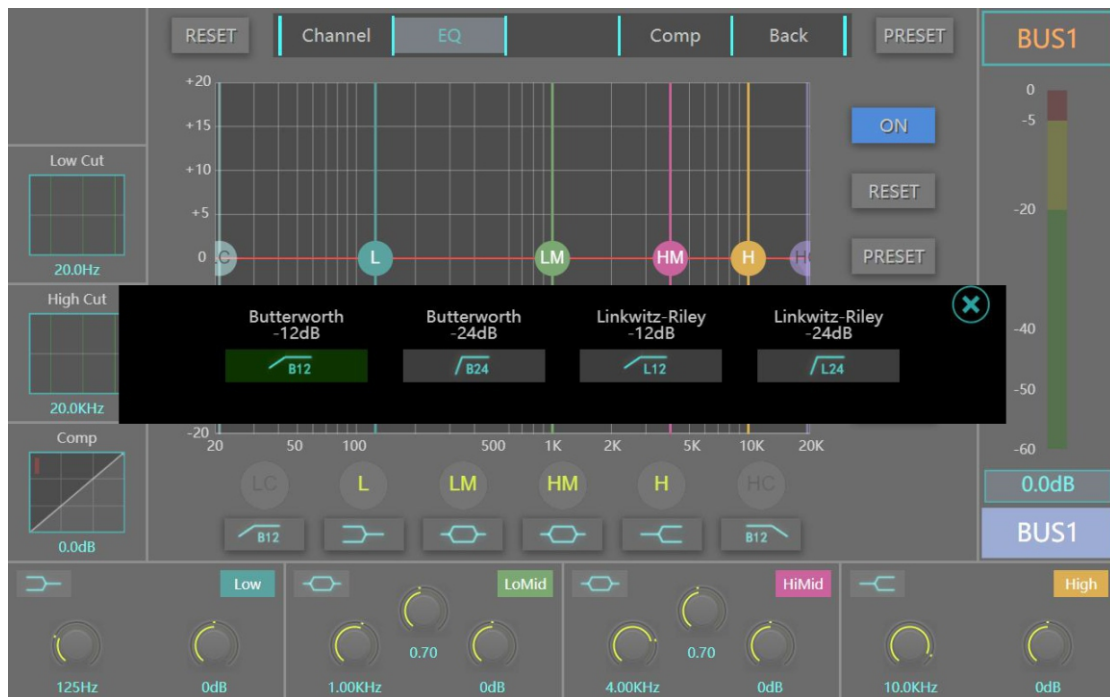 RESET Channel EQ Comp Back PRESET BUS1
+20
+15
+10
+5
0
LC L LM HM H HC
ON
RESET
PRESET
0
-5
-20
-40
-50
-60
Low Cut
20.0Hz
High Cut
20.0KHz
Comp
0.0dB
Butterworth
-12dB
B12
Butterworth
-24dB
B24
Linkwitz-Riley
-12dB
L12
Linkwitz-Riley
-24dB
L24
-20
20 50 100 500 1K 2K 5K 10K 20K
LC L LM HM H HC
B12 B12
0.0dB
BUS1
Low
125Hz 0dB
LoMid
0.70
1.00KHz 0dB
HiMid
0.70
4.00KHz 0dB
High
10.0KHz 0dB